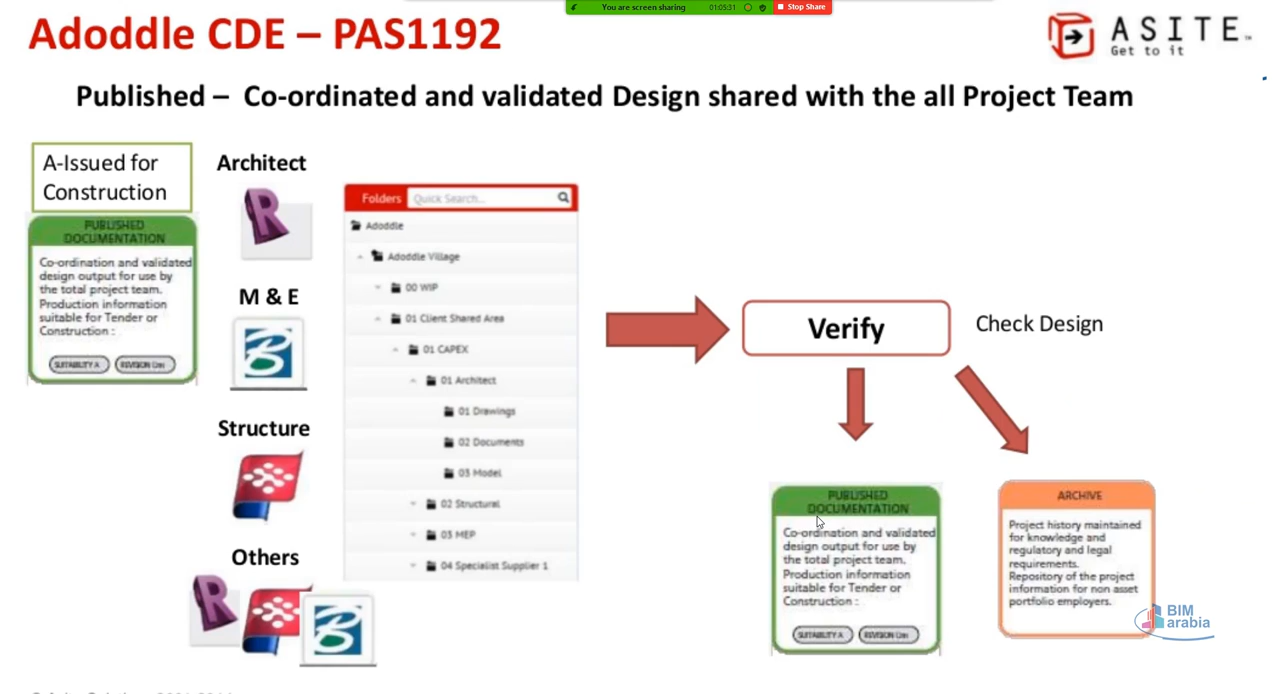 You are screen sharing
01:05:31
Stop Share
Adoddle CDE – PAS1192
ASITE
Get to it
Published – Co-ordinated and validated Design shared with the all Project Team
A-Issued for
Construction
PUBLISHED
DOCUMENTATION
Co-ordination and validated
design output for use by
the total project team.
Production information
suitable for Tender or
Construction :
SUITABILITY A
REVISION
Architect
R
M & E
B
Structure
Others
R
B
Folders
Quick Search...
Adoddle
Adoddle Village
00 WIP
01 Client Shared Area
01 CAPEX
01 Architect
01 Drawings
02 Documents
03 Model
02 Structural
03 MEP
04 Specialist Supplier 1
Verify
Check Design
PUBLISHED
DOCUMENTATION
Co-ordination and validated
design output for use by
the total project team.
Production information
suitable for Tender or
Construction :
SUITABILITY A
REVISION
ARCHIVE
Project history maintained
for knowledge and
regulatory and legal
requirements.
Repository of the project
information for non asset
portfolio employers.
BIM
arabia